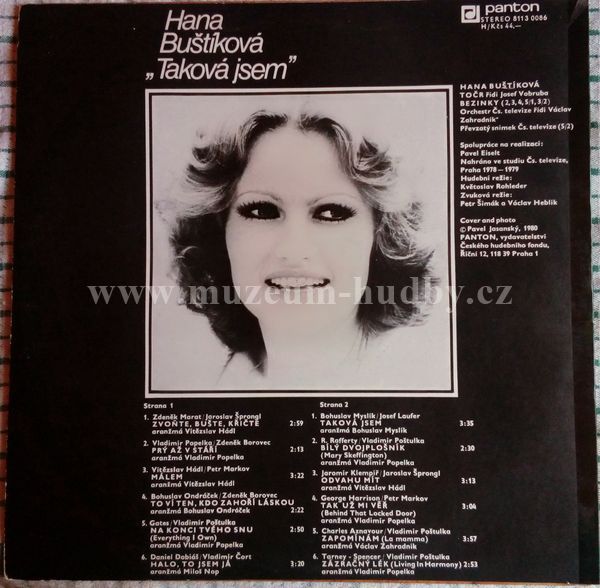 Hana
Buštíková
„Taková jsem”
panton
STEREO 8113 0086
H/Kčs 44,—
HANA BUŠTÍKOVÁ
TOČR řídí Josef Vobruba
BEZINKY (2, 3, 4, 5/1, 3/2)
Orchestr Čs. televize řídí Václav
Zahradník
Převzatý snímek Čs. televize (5/2)
Spolupráce na realizaci:
Pavel Eiselt
Nahráno ve studiu Čs. televize,
Praha 1978 — 1979
Hudební režie:
Květoslav Rohleder
Zvuková režie:
Petr Šimák a Václav Heblík
Cover and photo
© Pavel Jasanský, 1980
PANTON, vydavatelství
Českého hudebního fondu,
Říční 12, 118 39 Praha 1
www.muzeum-hudby.cz
Strana 1
1. Zdeněk Marat/Jaroslav Šprongl
ZVOŇTE, BUŠTE, KŘIČTE 2:59
aranžmá Vítězslav Hádl
2. Vladimír Popelka/Zdeněk Borovec
PRÝ AŽ V STÁŘÍ 2:13
aranžmá Vladimír Popelka
3. Vítězslav Hádl/Petr Markov
MÁLEM 3:22
aranžmá Vítězslav Hádl
4. Bohuslav Ondráček/Zdeněk Borovec
TO VÍ TEN, KDO ZAHOŘÍ LÁSKOU
aranžmá Bohuslav Ondráček 2:22
5. Gates/Vladimír Poštulka
NA KONCI TVÉHO SNU 2:50
(Everything I Own)
aranžmá Vladimír Popelka
6. Daniel Dobiáš/Vladimír Čort
HALO, TO JSEM JÁ 3:20
aranžmá Miloš Nop
Strana 2
1. Bohuslav Myslík/Josef Laufer
TAKOVÁ JSEM 3:35
aranžmá Bohuslav Myslík
2. R. Rafferty/Vladimír Poštulka
BÍLÝ DVOJPLOŠNÍK 2:30
(Mary Skeffington)
aranžmá Vladimír Popelka
3. Jaromír Klempíř/Jaroslav Šprongl
ODVAHU MÍT 3:13
aranžmá Vítězslav Hádl
4. George Harrison/Petr Markov
TAK UŽ MI VĚŘ 3:04
(Behind That Locked Door)
aranžmá Vladimír Popelka
5. Charles Aznavour/Vladimír Poštulka
ZAPOMÍNÁM (La mamma) 3:57
aranžmá Václav Zahradník
6. Tarney - Spencer/Vladimír Poštulka
ZÁZRAČNÝ LÉK (Living In Harmony) 2:53
aranžmá Vladimír Popelka